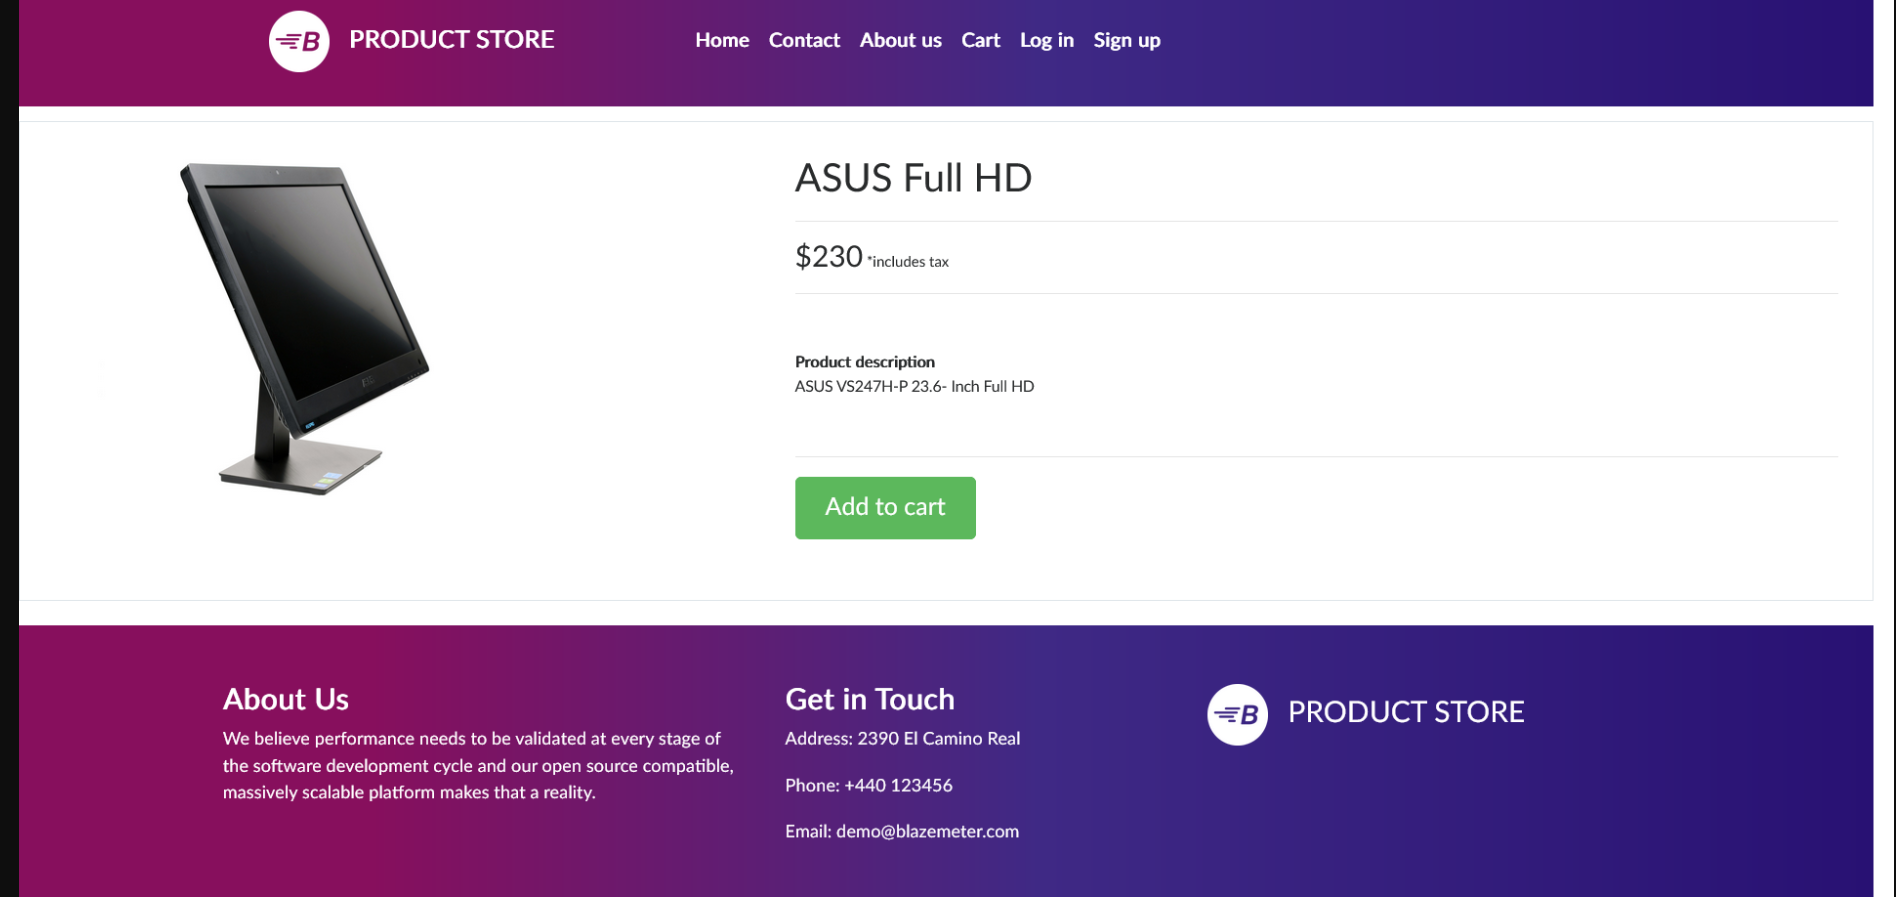 B PRODUCT STORE
Home Contact About us Cart Log in Sign up
ASUS Full HD
$230 *includes tax
Product description
ASUS VS247H-P 23.6- Inch Full HD
Add to cart
About Us
We believe performance needs to be validated at every stage of
the software development cycle and our open source compatible,
massively scalable platform makes that a reality.
Get in Touch
Address: 2390 El Camino Real
Phone: +440 123456
Email: demo@blazemeter.com
B PRODUCT STORE